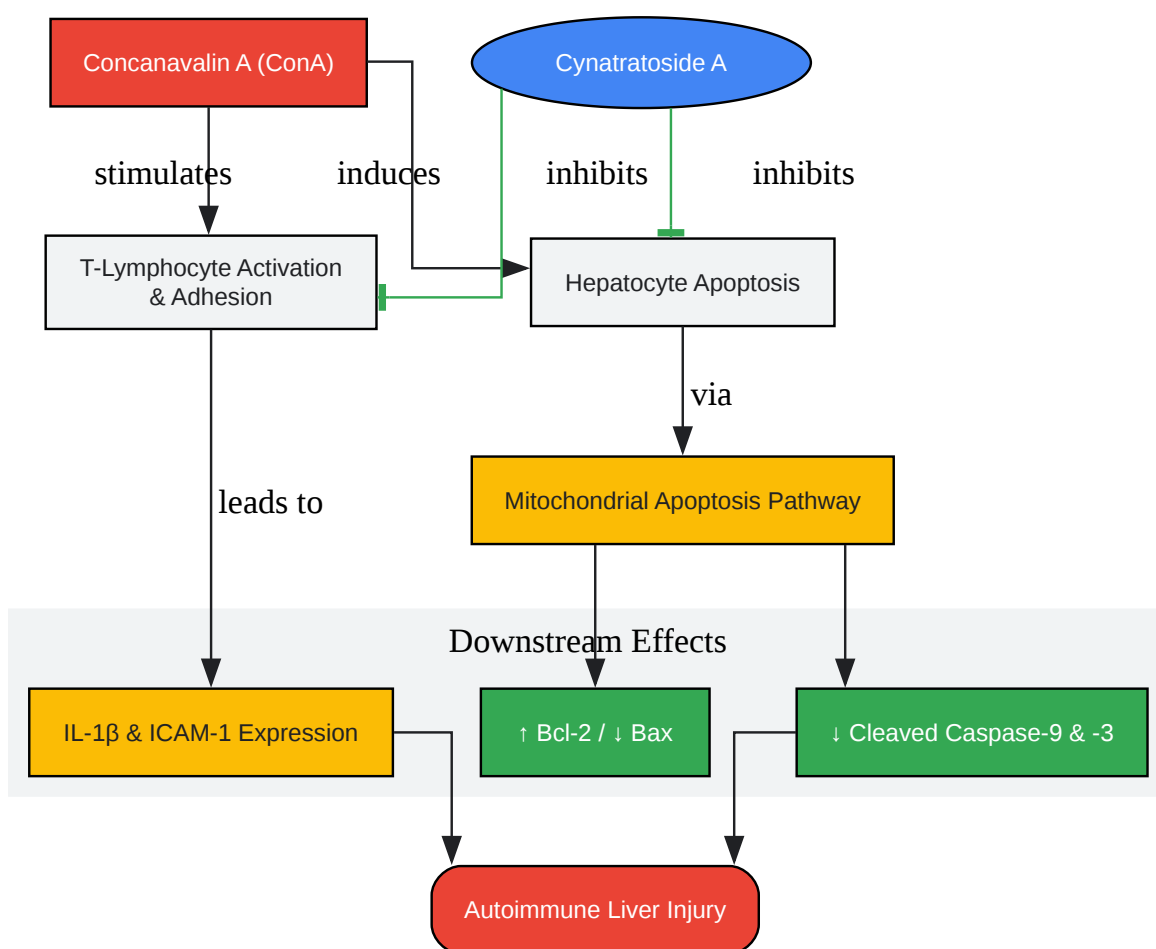 Concanavalin A (ConA)
Cynatratoside A
stimulates
induces
inhibits
inhibits
T-Lymphocyte Activation
& Adhesion
Hepatocyte Apoptosis
via
Mitochondrial Apoptosis Pathway
leads to
Downstream Effects
IL-1β & ICAM-1 Expression
↑ Bcl-2 / ↓ Bax
↓ Cleaved Caspase-9 & -3
Autoimmune Liver Injury